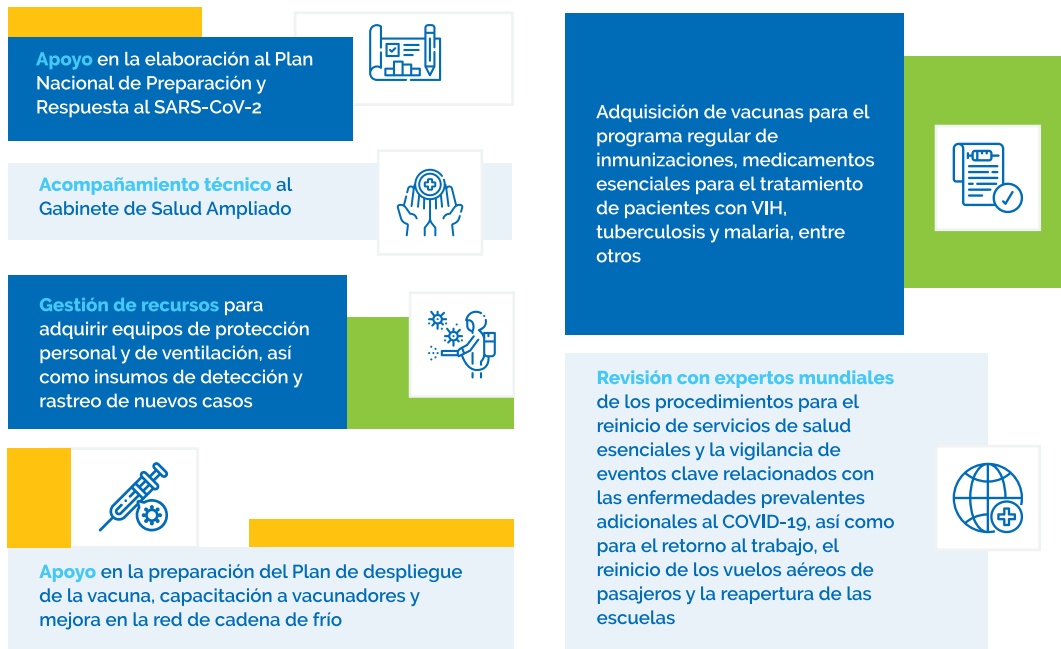 Apoyo en la elaboración al Plan
Nacional de Preparación y
Respuesta al SARS-CoV-2
Acompañamiento técnico al
Gabinete de Salud Ampliado
Gestión de recursos para
adquirir equipos de protección
personal y de ventilación, así
como insumos de detección y
rastreo de nuevos casos
Apoyo en la preparación del Plan de despliegue
de la vacuna, capacitación a vacunadores y
mejora en la red de cadena de frío
Adquisición de vacunas para el
programa regular de
inmunizaciones, medicamentos
esenciales para el tratamiento
de pacientes con VIH,
tuberculosis y malaria, entre
otros
Revisión con expertos mundiales
de los procedimientos para el
reinicio de servicios de salud
esenciales y la vigilancia de
eventos clave relacionados con
las enfermedades prevalentes
adicionales al COVID-19, así como
para el retorno al trabajo, el
reinicio de los vuelos aéreos de
pasajeros y la reapertura de las
escuelas